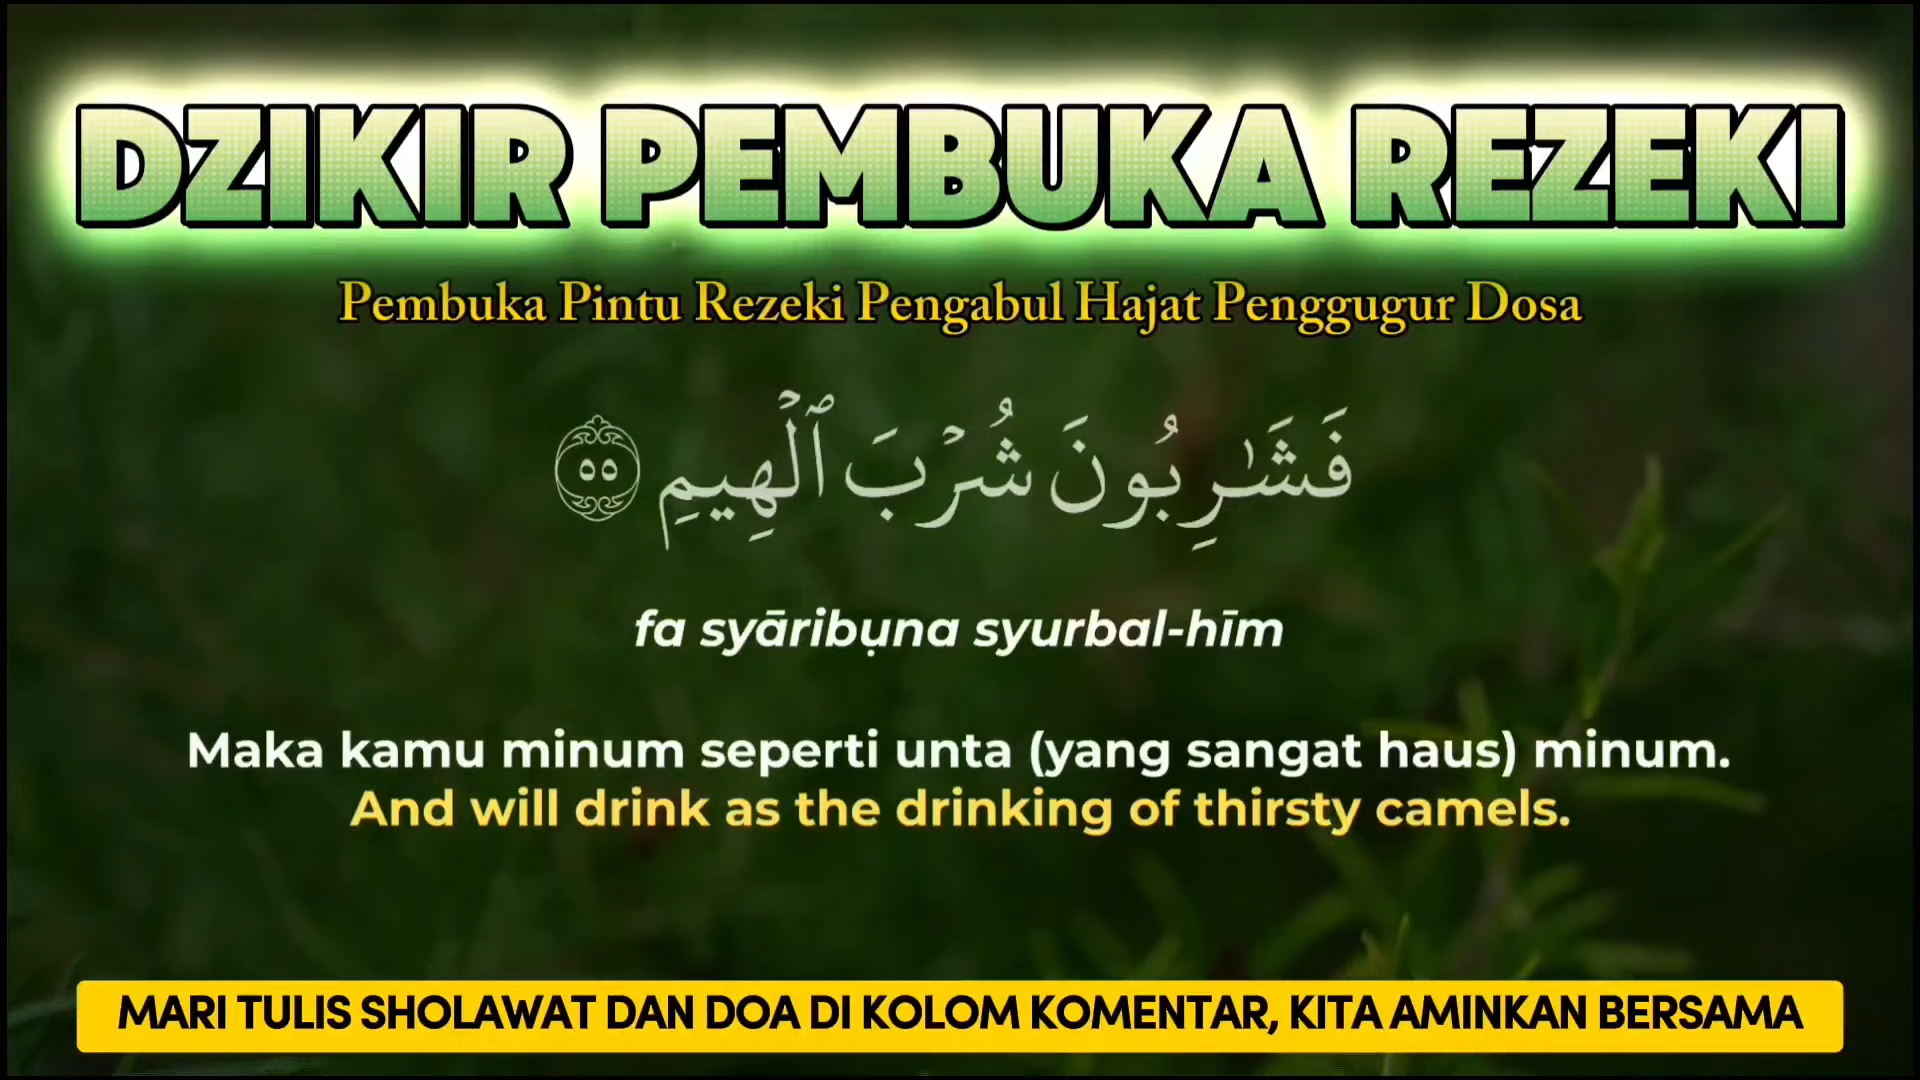 DZIKIR PEMBUKA REZEKI
Pembuka Pintu Rezeki Pengabul Hajat Penggugur Dosa
فَشَٰرِبُونَ شُرْبَ ٱلْهِيمِ ٥٥
fa syāribụna syurbal-hīm
Maka kamu minum seperti unta (yang sangat haus) minum.
And will drink as the drinking of thirsty camels.
MARI TULIS SHOLAWAT DAN DOA DI KOLOM KOMENTAR, KITA AMINKAN BERSAMA